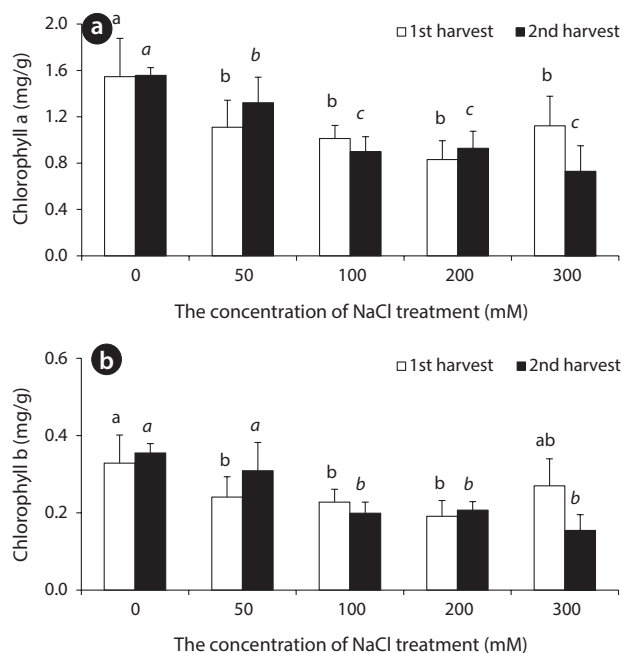 a
1st harvest 2nd harvest
Chlorophyll a (mg/g)
2.0
1.6
1.2
0.8
0.4
0.0
a a b b b c b c b c
0 50 100 200 300
The concentration of NaCl treatment (mM)
b
1st harvest 2nd harvest
Chlorophyll b (mg/g)
0.6
0.4
0.2
0.0
a a b a b b b b ab b
0 50 100 200 300
The concentration of NaCl treatment (mM)